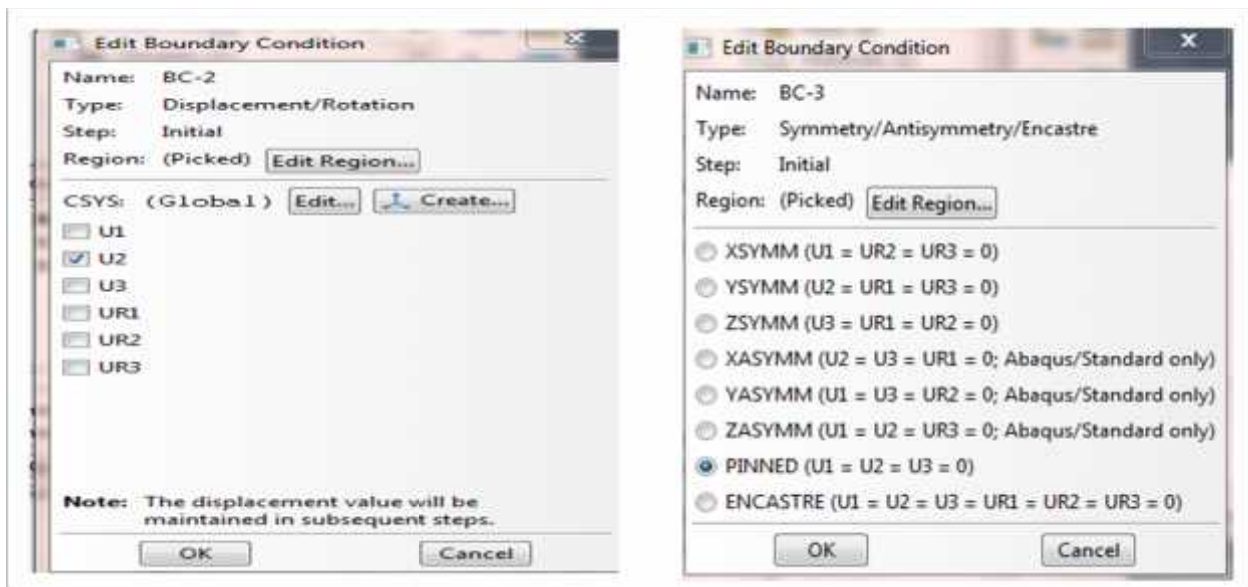 Edit Boundary Condition
Name: BC-2
Type: Displacement/Rotation
Step: Initial
Region: (Picked) Edit Region...
CSYS: (Global) Edit... Create...
U1
U2
U3
UR1
UR2
UR3
Note: The displacement value will be
maintained in subsequent steps.
OK Cancel
Edit Boundary Condition
Name: BC-3
Type: Symmetry/Antisymmetry/Encastre
Step: Initial
Region: (Picked) Edit Region...
XSYMM (U1 = UR2 = UR3 = 0)
YSYMM (U2 = UR1 = UR3 = 0)
ZSYMM (U3 = UR1 = UR2 = 0)
XASYMM (U2 = U3 = UR1 = 0; Abaqus/Standard only)
YASYMM (U1 = U3 = UR2 = 0; Abaqus/Standard only)
ZASYMM (U1 = U2 = UR3 = 0; Abaqus/Standard only)
PINNED (U1 = U2 = U3 = 0)
ENCASTRE (U1 = U2 = U3 = UR1 = UR2 = UR3 = 0)
OK Cancel